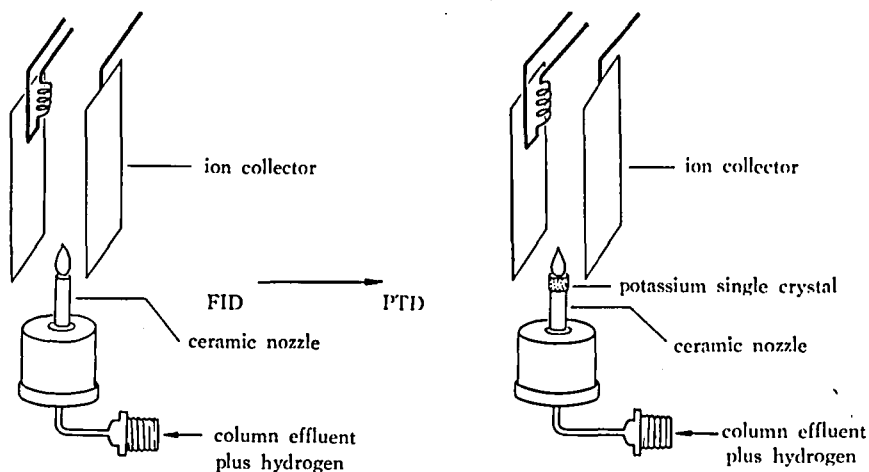 ion collector
FID
PTD
ceramic nozzle
column effluent
plus hydrogen
ion collector
potassium single crystal
ceramic nozzle
column effluent
plus hydrogen